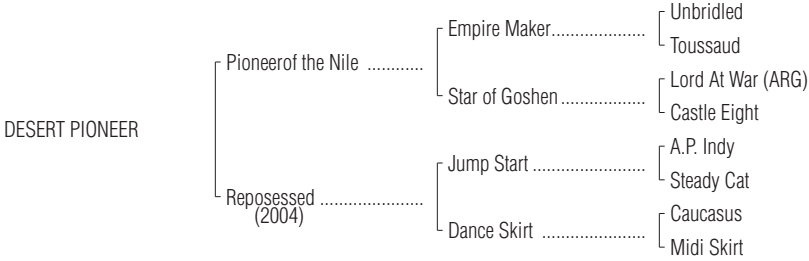 Unbridled
Empire Maker.....................
Toussaud
Pioneerof the Nile ............
Lord At War (ARG)
Star of Goshen...................
Castle Eight
DESERT PIONEER
A.P. Indy
Jump Start .........................
Steady Cat
Reposessed ......................
(2004)
Caucasus
Dance Skirt .......................
Midi Skirt